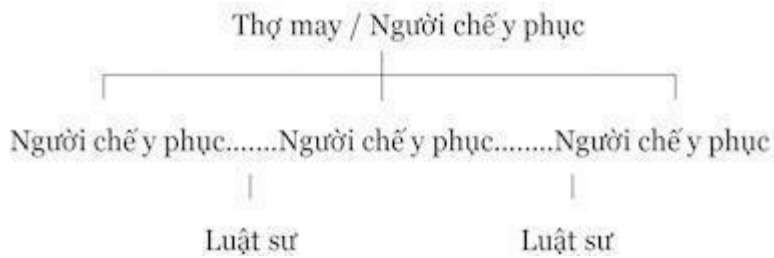 Thợ may / Người chế y phục
Người chế y phục.......Người chế y phục........Người chế y phục
Luật sư Luật sư